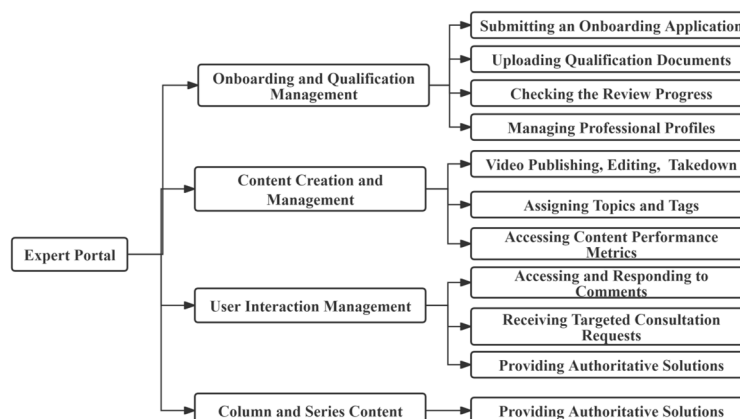 Expert Portal
Onboarding and Qualification
Management
Submitting an Onboarding Application
Uploading Qualification Documents
Checking the Review Progress
Managing Professional Profiles
Content Creation and
Management
Video Publishing, Editing, Takedown
Assigning Topics and Tags
Accessing Content Performance
Metrics
User Interaction Management
Accessing and Responding to
Comments
Receiving Targeted Consultation
Requests
Providing Authoritative Solutions
Column and Series Content
Providing Authoritative Solutions